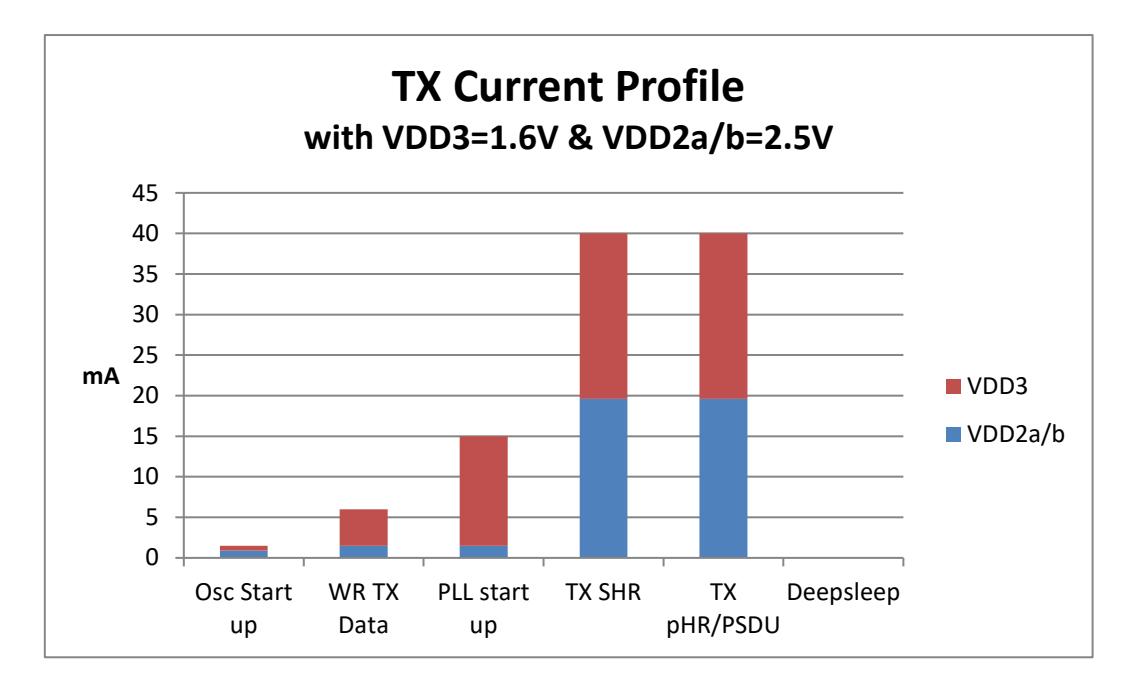 TX Current Profile
with VDD3=1.6V & VDD2a/b=2.5V
45
40
35
30
25
20
15
10
5
0
mA
Osc Start
up
WR TX
Data
PLL start
up
TX SHR
TX
pHR/PSDU
Deepsleep
VDD3
VDD2a/b